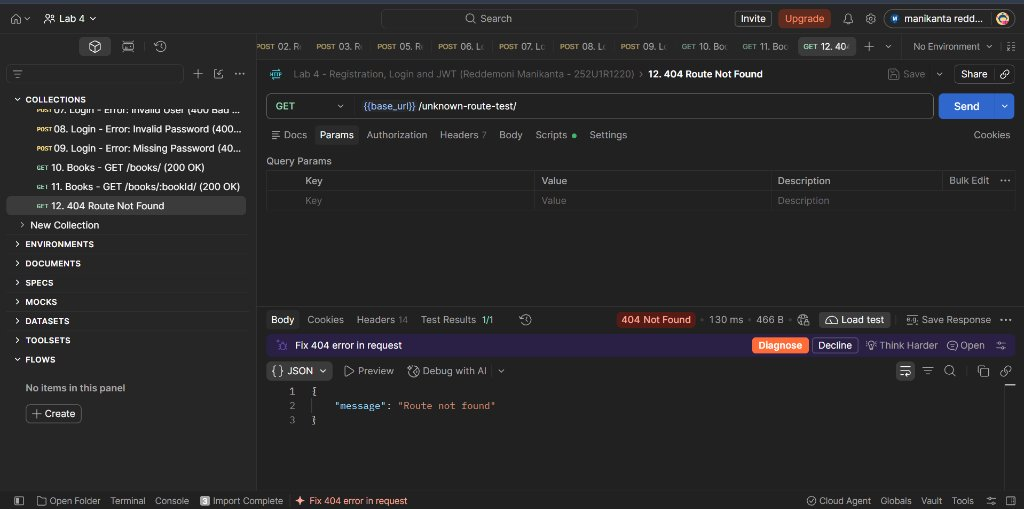 Lab 4
Search
Invite
Upgrade
manikanta redd...
POST 02. R
POST 03. R
POST 05. R
POST 06. L
POST 07. Lo
POST 08. L
POST 09. L
GET 10. Boo
GET 11. Boo
GET 12. 40
No Environment
HTTP
Lab 4 - Registration, Login and JWT (Reddemoni Manikanta - 252U1R1220) > 12. 404 Route Not Found
Save
Share
GET
{{base_url}} /unknown-route-test/
Send
Docs
Params
Authorization
Headers 7
Body
Scripts
Settings
Cookies
Query Params
Key
Value
Description
Bulk Edit
Key
Value
Description
COLLECTIONS
POST 07. Login - Error: Invalid User (400 Bad ...
POST 08. Login - Error: Invalid Password (400...
POST 09. Login - Error: Missing Password (40...
GET 10. Books - GET /books/ (200 OK)
GET 11. Books - GET /books/:bookId/ (200 OK)
GET 12. 404 Route Not Found
New Collection
ENVIRONMENTS
DOCUMENTS
SPECS
MOCKS
DATASETS
TOOLSETS
FLOWS
No items in this panel
Create
Body
Cookies
Headers 14
Test Results 1/1
404 Not Found
130 ms
466 B
Load test
e.g. Save Response
Fix 404 error in request
Diagnose
Decline
Think Harder
Open
{} JSON
Preview
Debug with AI
1 {
2 "message": "Route not found"
3 }
Open Folder
Terminal
Console
3 Import Complete
Fix 404 error in request
Cloud Agent
Globals
Vault
Tools